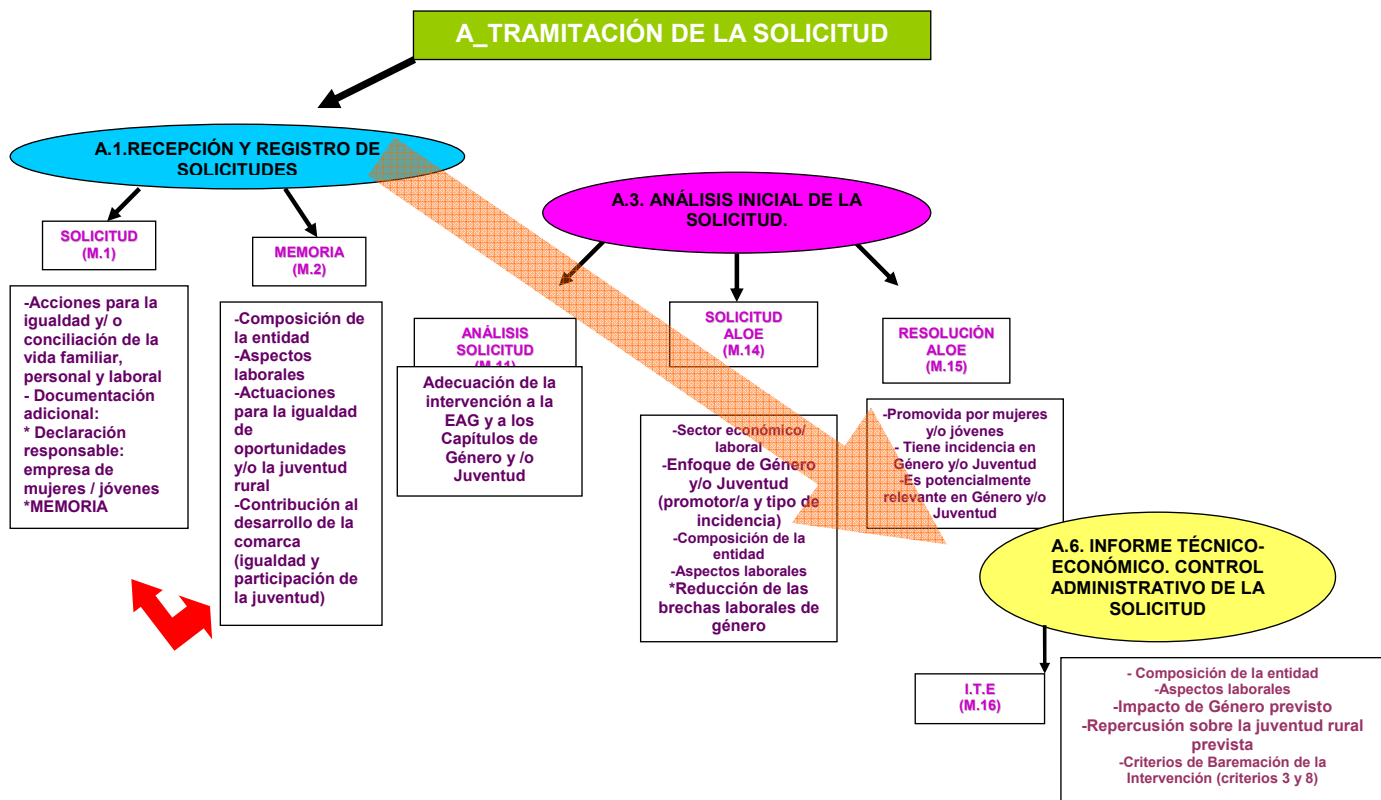 A_TRAMITACIÓN DE LA SOLICITUD
A.1.RECEPCIÓN Y REGISTRO DE
SOLICITUDES
SOLICITUD
(M.1)
MEMORIA
(M.2)
-Acciones para la
igualdad y/ o
conciliación de la
vida familiar,
personal y laboral
- Documentación
adicional:
* Declaración
responsable:
empresa de
mujeres / jóvenes
*MEMORIA
-Composición de
la entidad
-Aspectos
laborales
-Actuaciones
para la igualdad
de
oportunidades
y/o la juventud
rural
-Contribución al
desarrollo de la
comarca
(igualdad y
participación de
la juventud)
A.3. ANÁLISIS INICIAL DE LA
SOLICITUD.
ANÁLISIS
SOLICITUD
(M.11)
Adecuación de la
intervención a la
EAG y a los
Capítulos de
Género y /o
Juventud
SOLICITUD
ALOE
(M.14)
-Sector económico/
laboral
-Enfoque de Género
y/o Juventud
(promotor/a y tipo de
incidencia)
-Composición de la
entidad
-Aspectos laborales
*Reducción de las
brechas laborales de
género
RESOLUCIÓN
ALOE
(M.15)
-Promovida por mujeres
y/o jóvenes
- Tiene incidencia en
Género y/o Juventud
-Es potencialmente
relevante en Género y/o
Juventud
A.6. INFORME TÉCNICO-
ECONÓMICO. CONTROL
ADMINISTRATIVO DE LA
SOLICITUD
I.T.E
(M.16)
- Composición de la entidad
-Aspectos laborales
-Impacto de Género previsto
-Repercusión sobre la juventud rural
prevista
-Criterios de Baremación de la
Intervención (criterios 3 y 8)